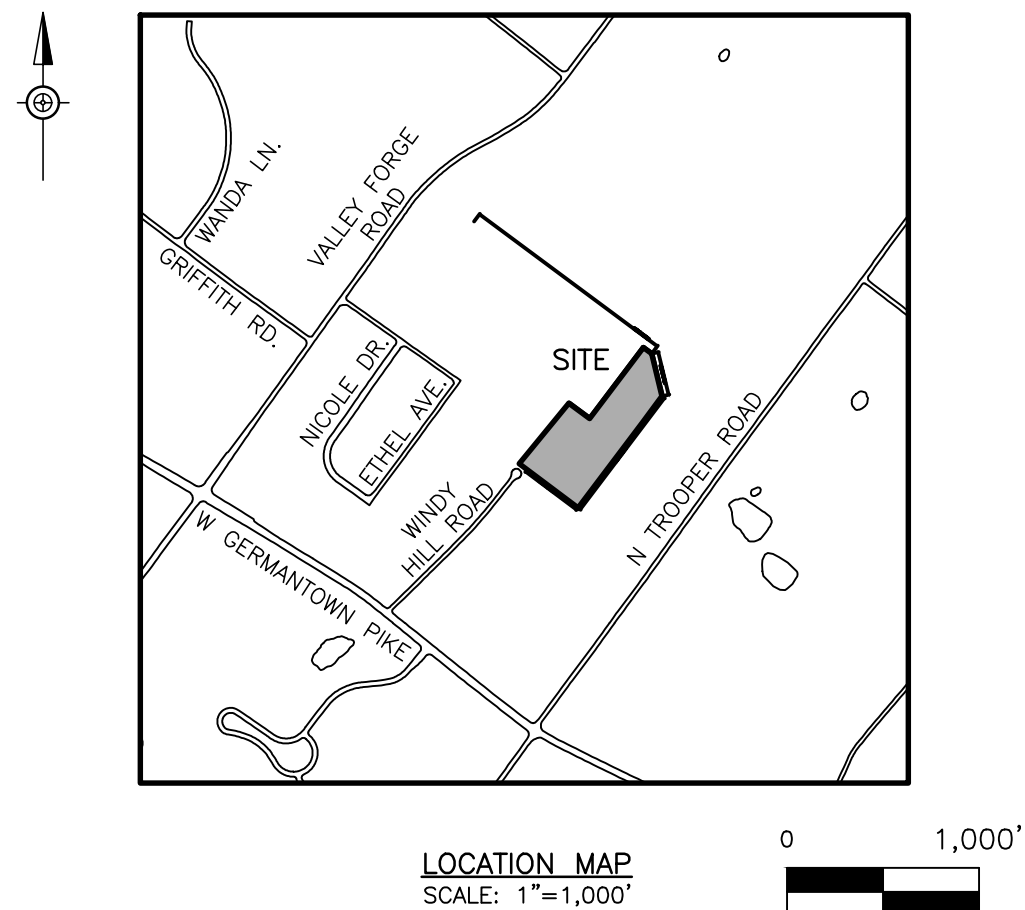 WANDA LN.
VALLEY FORGE
ROAD
GRIFFITH RD.
SITE
NICOLE DR.
ETHEL AVE.
WINDY
HILL ROAD
N TROOPER ROAD
W GERMANTOWN PIKE
0 1,000'
LOCATION MAP
SCALE: 1"=1,000'